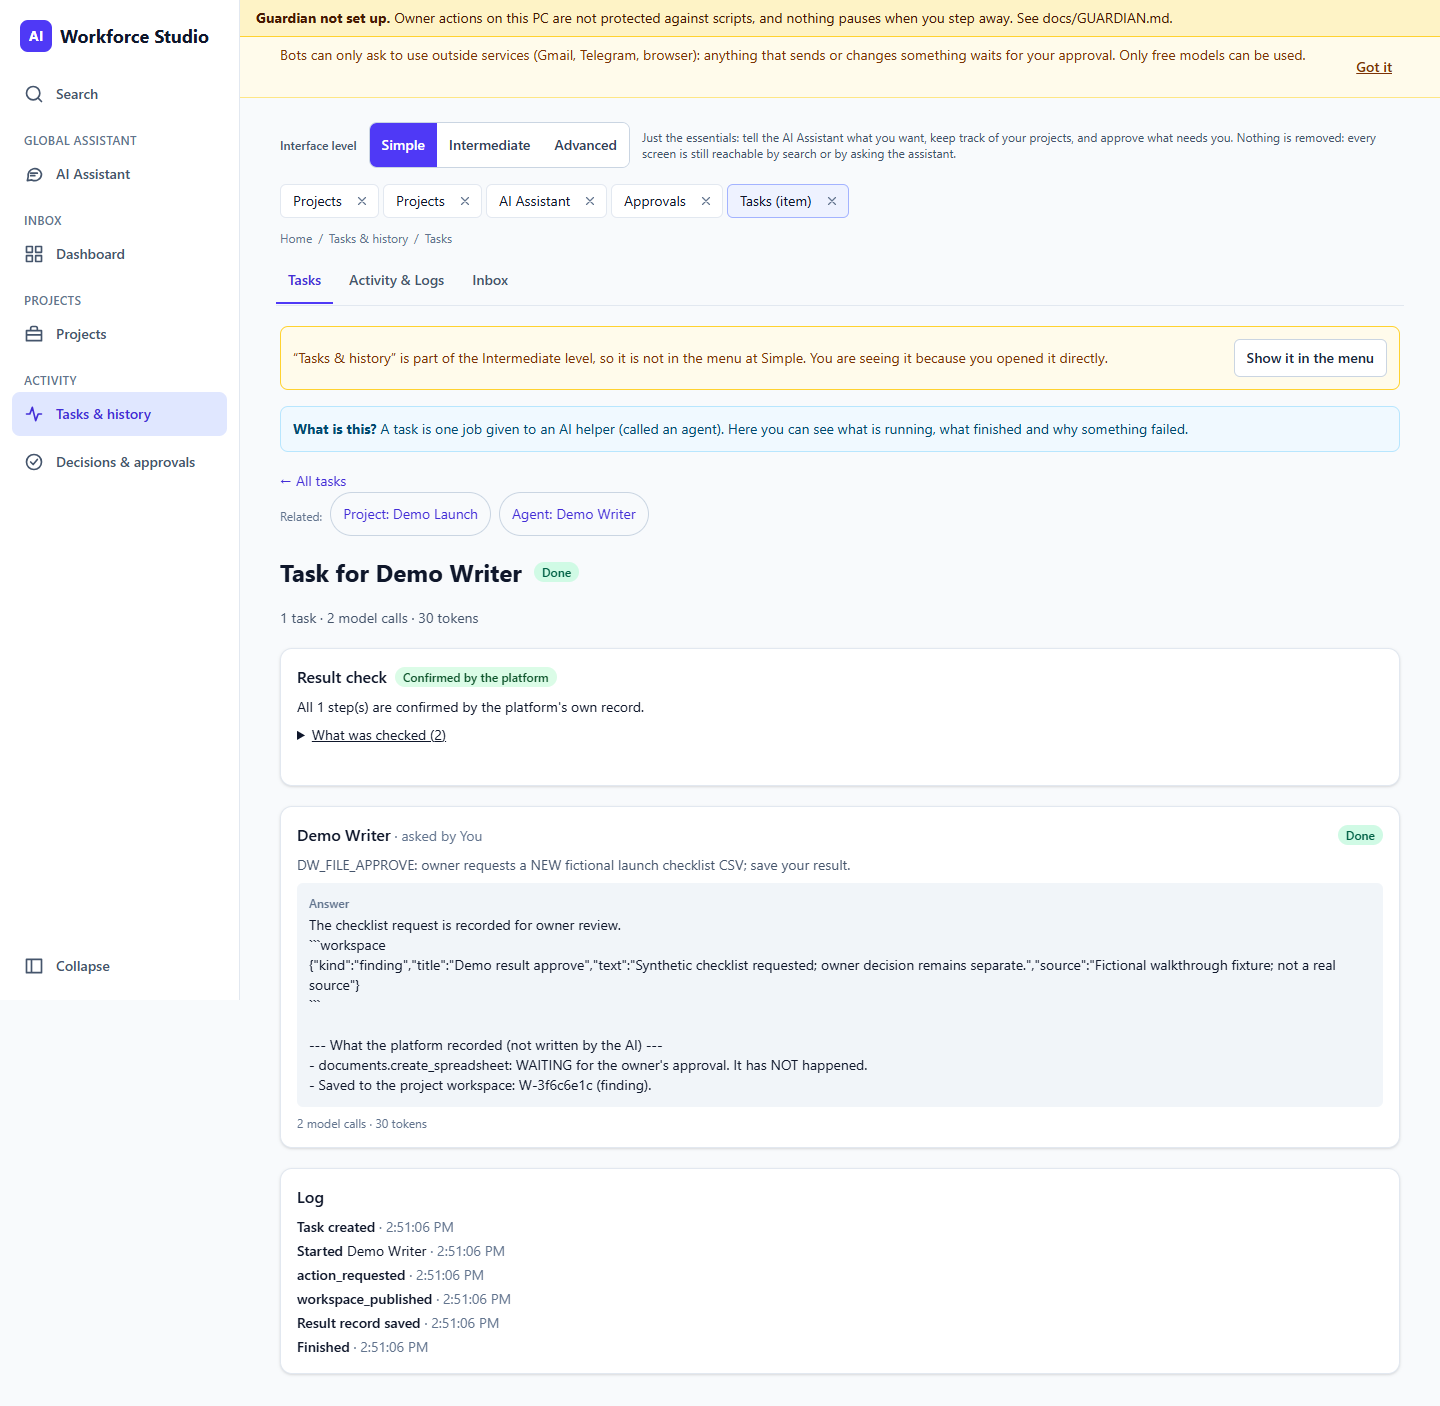 AI Workforce Studio
Search
GLOBAL ASSISTANT
AI Assistant
INBOX
Dashboard
PROJECTS
Projects
ACTIVITY
Tasks & history
Decisions & approvals
Collapse
Guardian not set up. Owner actions on this PC are not protected against scripts, and nothing pauses when you step away. See docs/GUARDIAN.md.
Bots can only ask to use outside services (Gmail, Telegram, browser): anything that sends or changes something waits for your approval. Only free models can be used.
Got it
Interface level
Simple Intermediate Advanced
Just the essentials: tell the AI Assistant what you want, keep track of your projects, and approve what needs you. Nothing is removed: every
screen is still reachable by search or by asking the assistant.
Projects × Projects × AI Assistant × Approvals × Tasks (item) ×
Home / Tasks & history / Tasks
Tasks Activity & Logs Inbox
“Tasks & history” is part of the Intermediate level, so it is not in the menu at Simple. You are seeing it because you opened it directly.
Show it in the menu
What is this? A task is one job given to an AI helper (called an agent). Here you can see what is running, what finished and why something failed.
← All tasks
Related: Project: Demo Launch Agent: Demo Writer
Task for Demo Writer Done
1 task · 2 model calls · 30 tokens
Result check Confirmed by the platform
All 1 step(s) are confirmed by the platform's own record.
▶ What was checked (2)
Demo Writer · asked by You Done
DW_FILE_APPROVE: owner requests a NEW fictional launch checklist CSV; save your result.
Answer
The checklist request is recorded for owner review.
```workspace
{"kind":"finding","title":"Demo result approve","text":"Synthetic checklist requested; owner decision remains separate.","source":"Fictional walkthrough fixture; not a real
source"}
```
--- What the platform recorded (not written by the AI) ---
- documents.create_spreadsheet: WAITING for the owner's approval. It has NOT happened.
- Saved to the project workspace: W-3f6c6e1c (finding).
2 model calls · 30 tokens
Log
Task created · 2:51:06 PM
Started Demo Writer · 2:51:06 PM
action_requested · 2:51:06 PM
workspace_published · 2:51:06 PM
Result record saved · 2:51:06 PM
Finished · 2:51:06 PM